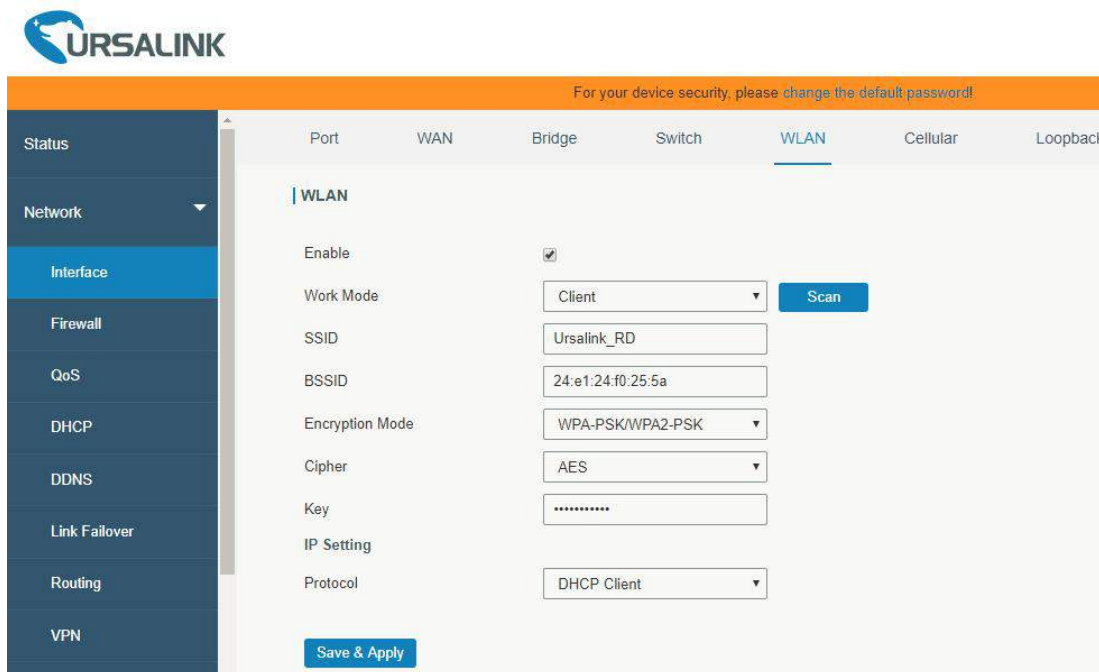 URSALINK
For your device security, please change the default password!
Status
Network
Interface
Firewall
QoS
DHCP
DDNS
Link Failover
Routing
VPN
Port WAN Bridge Switch WLAN Cellular Loopback
WLAN
Enable
Work Mode Client Scan
SSID Ursalink_RD
BSSID 24:e1:24:f0:25:5a
Encryption Mode WPA-PSK/WPA2-PSK
Cipher AES
Key •••••••••••
IP Setting
Protocol DHCP Client
Save & Apply